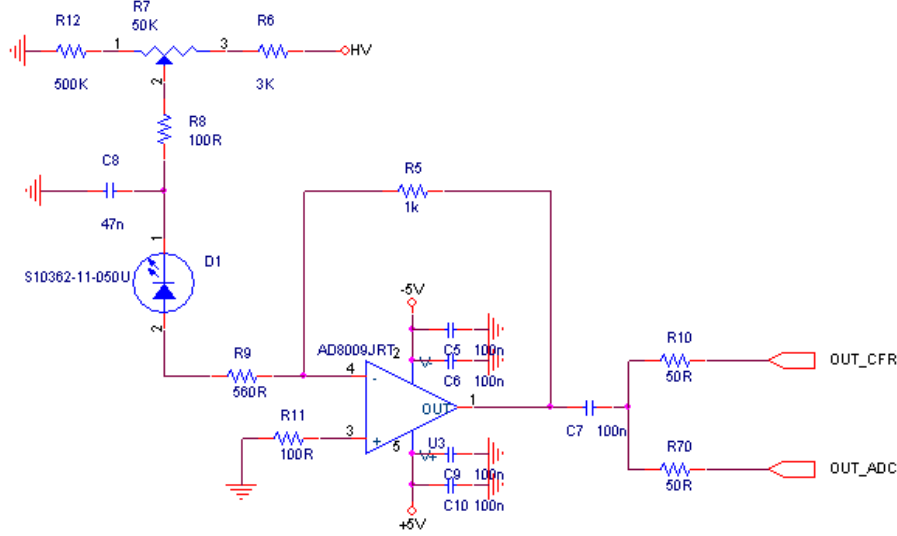 R7
R12
50K
R6
1
3
HV
500K
2
3K
R8
100R
C8
R5
47n
1k
1
D1
S10362-11-050U
-5V
2
AD8009JRT
2
C5
100n
R9
V-
C6
100n
R10
4
-
OUT_CFR
560R
50R
OUT
1
R11
C7
100n
3
+
U3
R70
100R
5
V+
C9
100n
OUT_ADC
50R
C10
100n
+5V